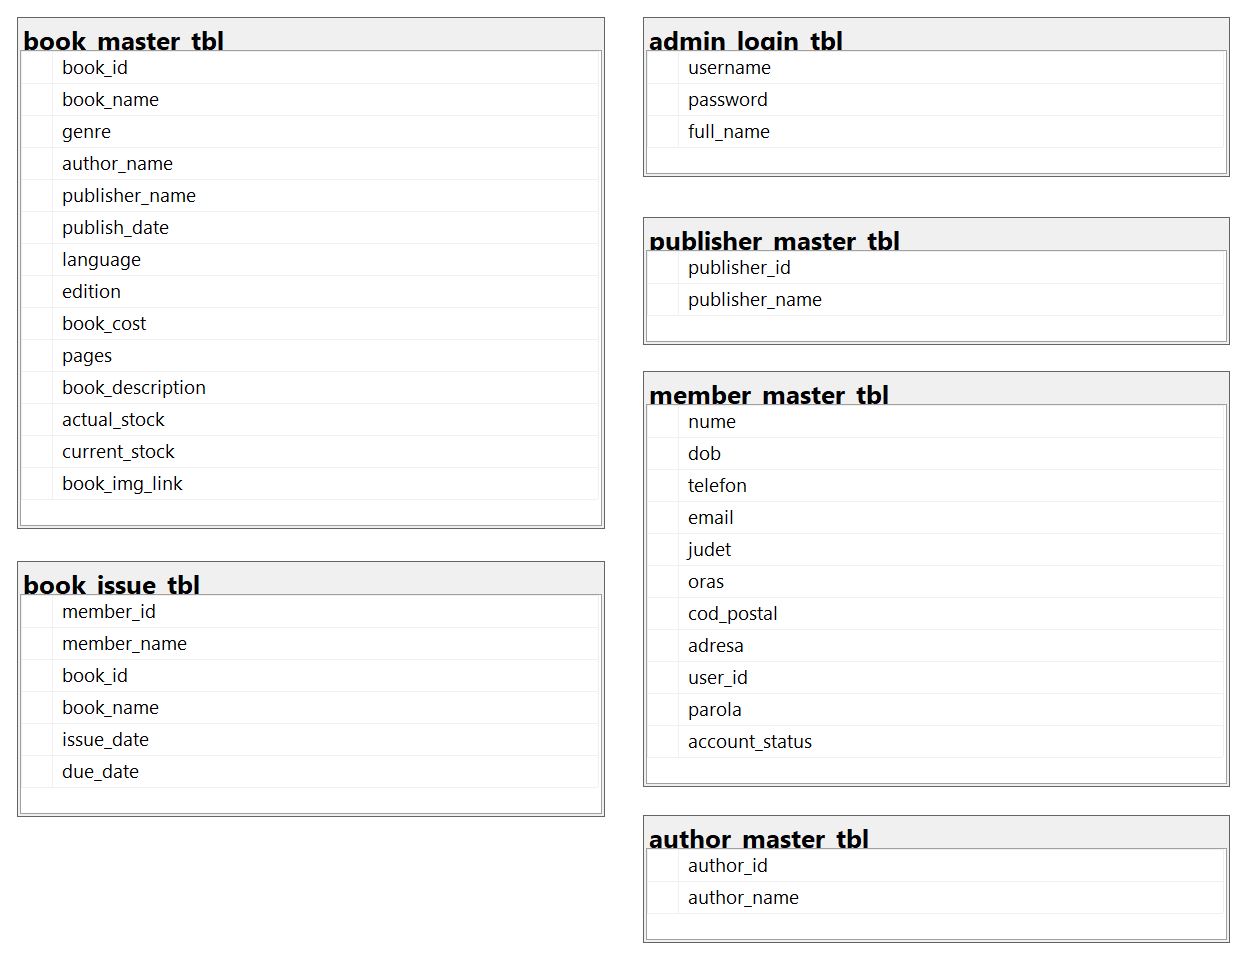 book_master_tbl
book_id
book_name
genre
author_name
publisher_name
publish_date
language
edition
book_cost
pages
book_description
actual_stock
current_stock
book_img_link
book_issue_tbl
member_id
member_name
book_id
book_name
issue_date
due_date
admin_login_tbl
username
password
full_name
publisher_master_tbl
publisher_id
publisher_name
member_master_tbl
nume
dob
telefon
email
judet
oras
cod_postal
adresa
user_id
parola
account_status
author_master_tbl
author_id
author_name